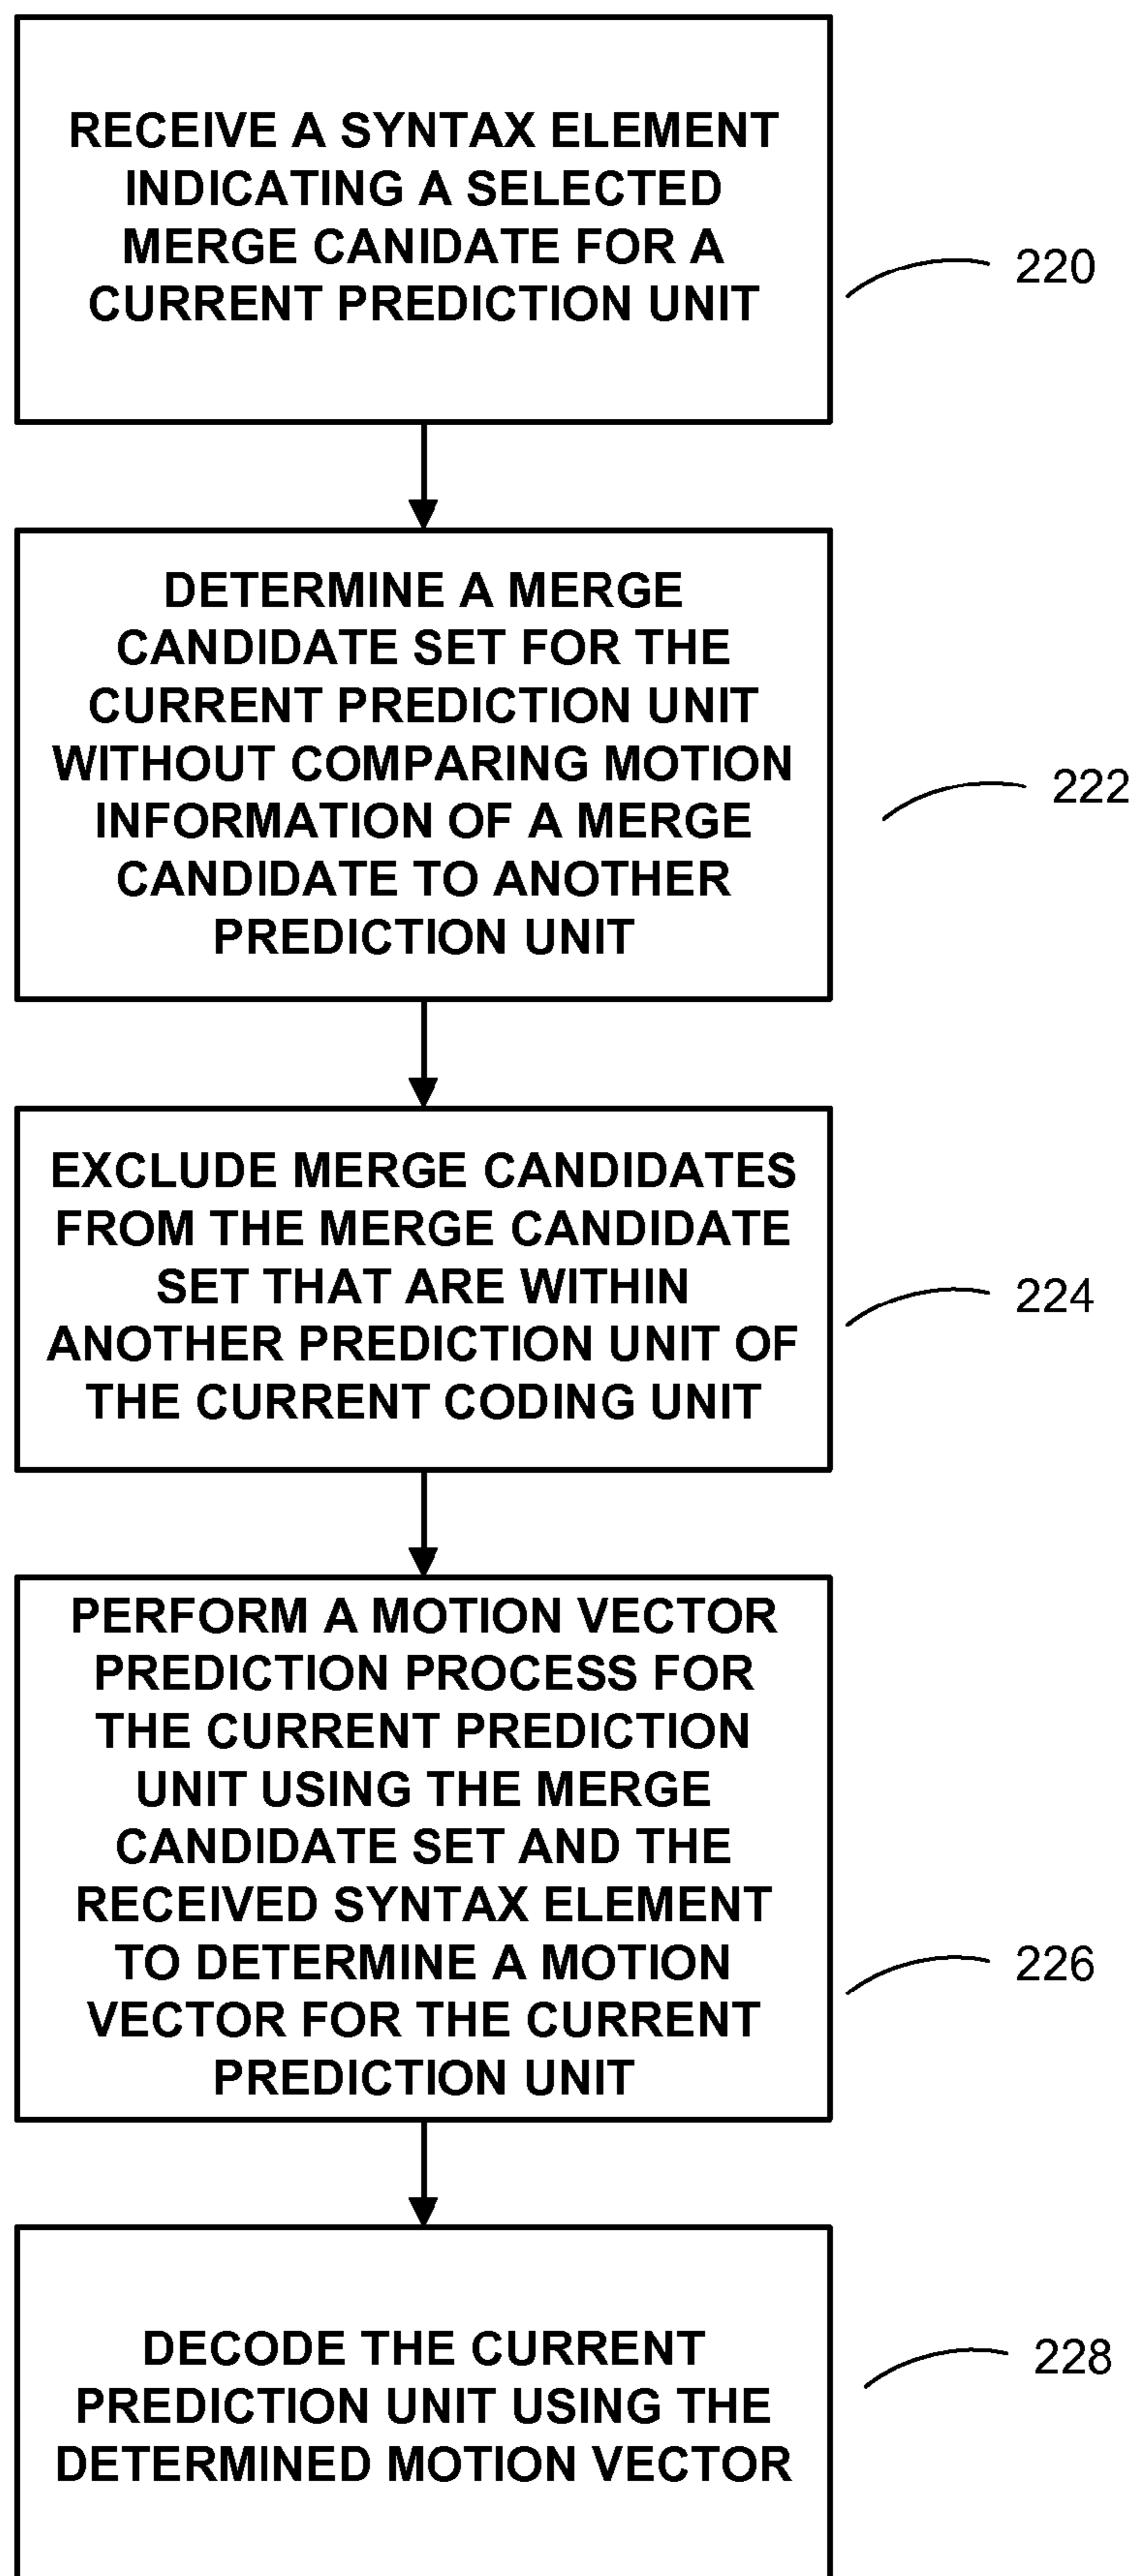 RECEIVE A SYNTAX ELEMENT
INDICATING A SELECTED
MERGE CANIDATE FOR A
CURRENT PREDICTION UNIT
220
DETERMINE A MERGE
CANDIDATE SET FOR THE
CURRENT PREDICTION UNIT
WITHOUT COMPARING MOTION
INFORMATION OF A MERGE
CANDIDATE TO ANOTHER
PREDICTION UNIT
222
EXCLUDE MERGE CANDIDATES
FROM THE MERGE CANDIDATE
SET THAT ARE WITHIN
ANOTHER PREDICTION UNIT OF
THE CURRENT CODING UNIT
224
PERFORM A MOTION VECTOR
PREDICTION PROCESS FOR
THE CURRENT PREDICTION
UNIT USING THE MERGE
CANDIDATE SET AND THE
RECEIVED SYNTAX ELEMENT
TO DETERMINE A MOTION
VECTOR FOR THE CURRENT
PREDICTION UNIT
226
DECODE THE CURRENT
PREDICTION UNIT USING THE
DETERMINED MOTION VECTOR
228